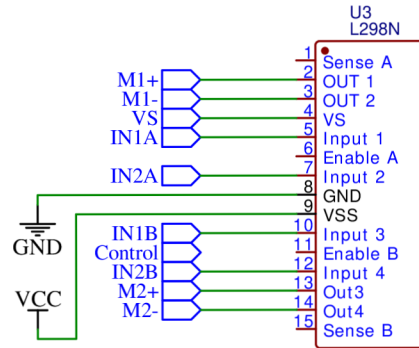 U3
L298N
1 Sense A
M1+ 2 OUT 1
M1- 3 OUT 2
VS 4 VS
IN1A 5 Input 1
6 Enable A
IN2A 7 Input 2
8 GND
9 VSS
GND
IN1B 10 Input 3
Control 11 Enable B
IN2B 12 Input 4
VCC
M2+ 13 Out3
M2- 14 Out4
15 Sense B